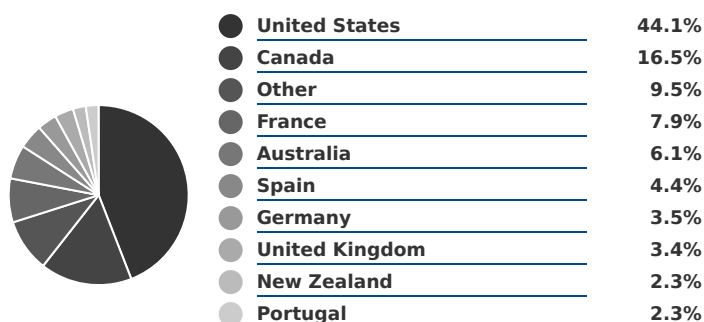 United States 44.1%
Canada 16.5%
Other 9.5%
France 7.9%
Australia 6.1%
Spain 4.4%
Germany 3.5%
United Kingdom 3.4%
New Zealand 2.3%
Portugal 2.3%